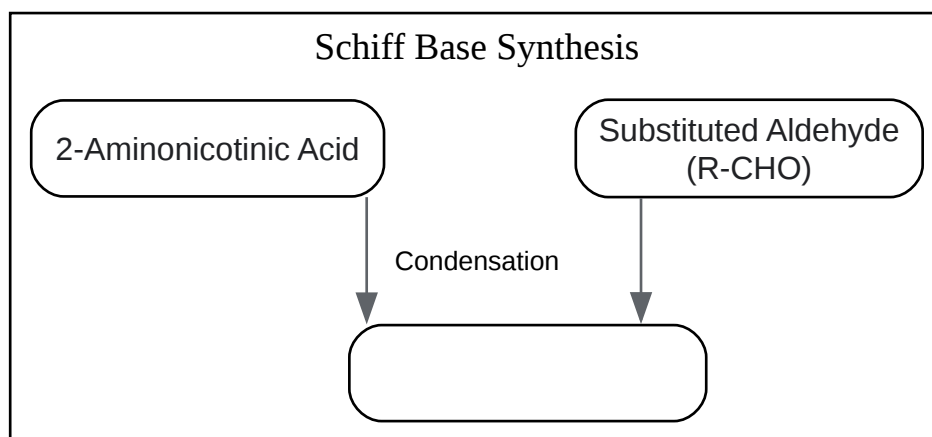 Schiff Base Synthesis
2-Aminonicotinic Acid
Substituted Aldehyde
(R-CHO)
Condensation